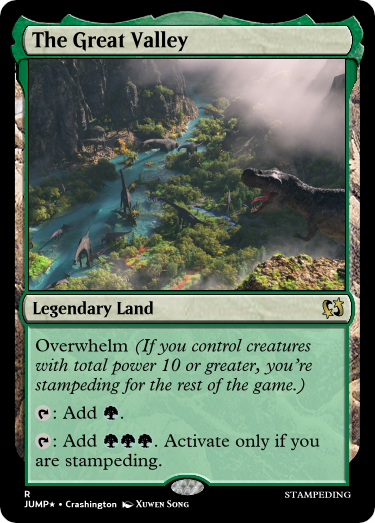 The Great Valley
Legendary Land
Overwhelm (If you control creatures
with total power 10 or greater, you're
stampeding for the rest of the game.)
: Add .
: Add . Activate only if you
are stampeding.
R
JUMP★ • Crashington Xuwen Song
STAMPEDING